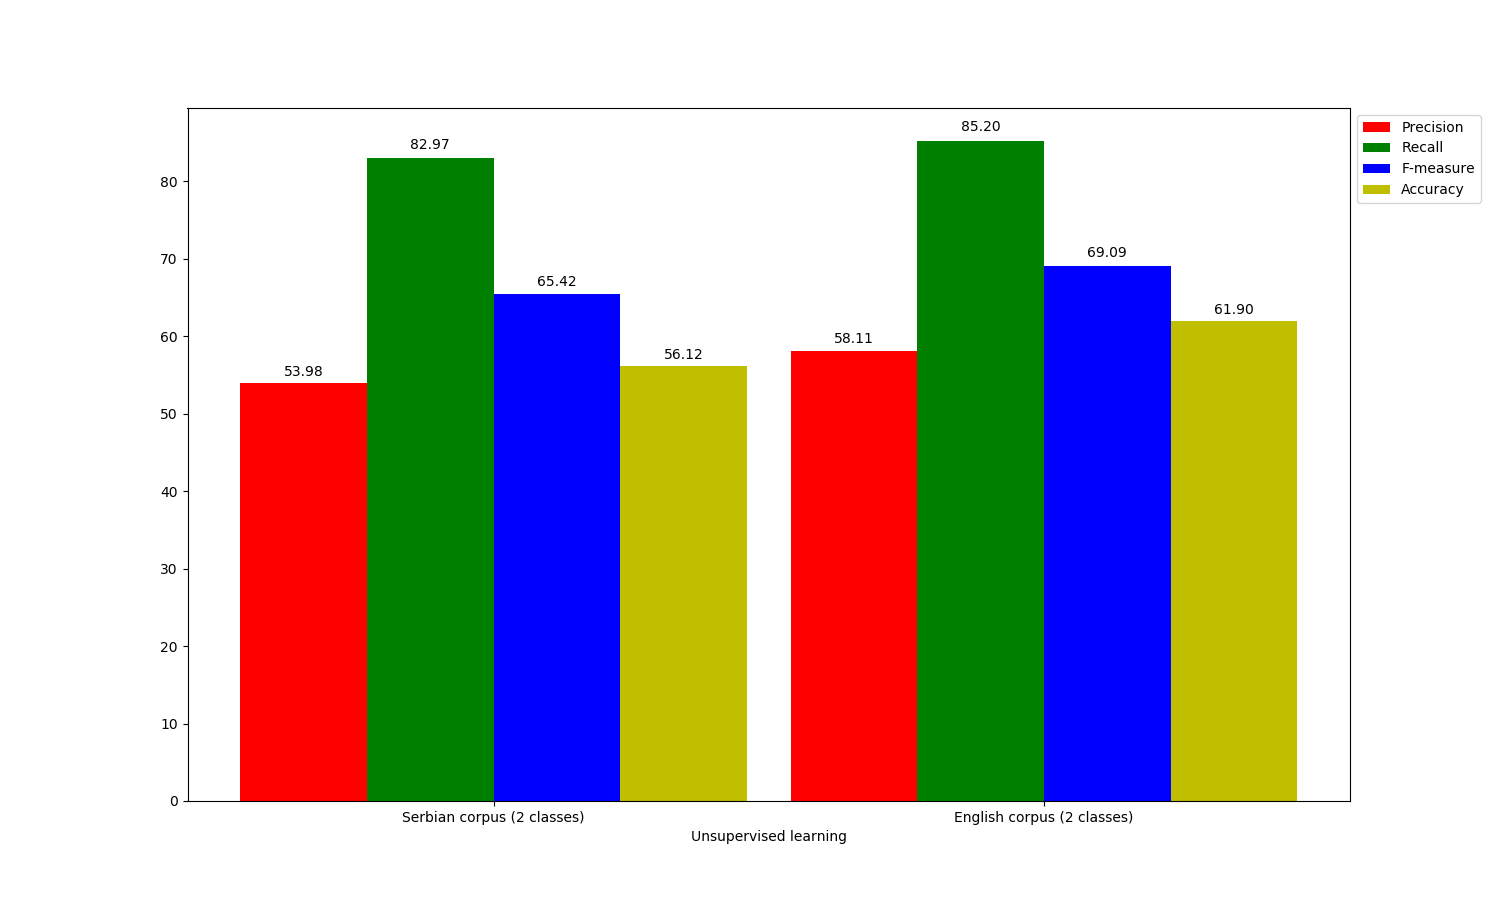 Precision
Recall
F-measure
Accuracy
80
70
60
50
40
30
20
10
0
53.98
82.97
65.42
56.12
58.11
85.20
69.09
61.90
Serbian corpus (2 classes)
English corpus (2 classes)
Unsupervised learning